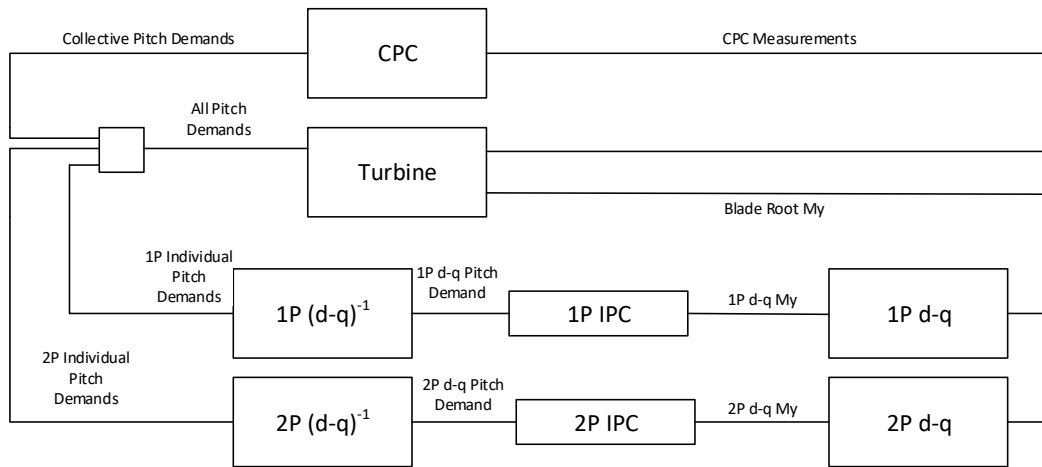 Collective Pitch Demands
CPC
CPC Measurements
All Pitch
Demands
Turbine
Blade Root My
1P Individual
Pitch
Demands
1P (d-q)⁻¹
1P d-q Pitch
Demand
1P IPC
1P d-q My
1P d-q
2P Individual
Pitch
Demands
2P (d-q)⁻¹
2P d-q Pitch
Demand
2P IPC
2P d-q My
2P d-q